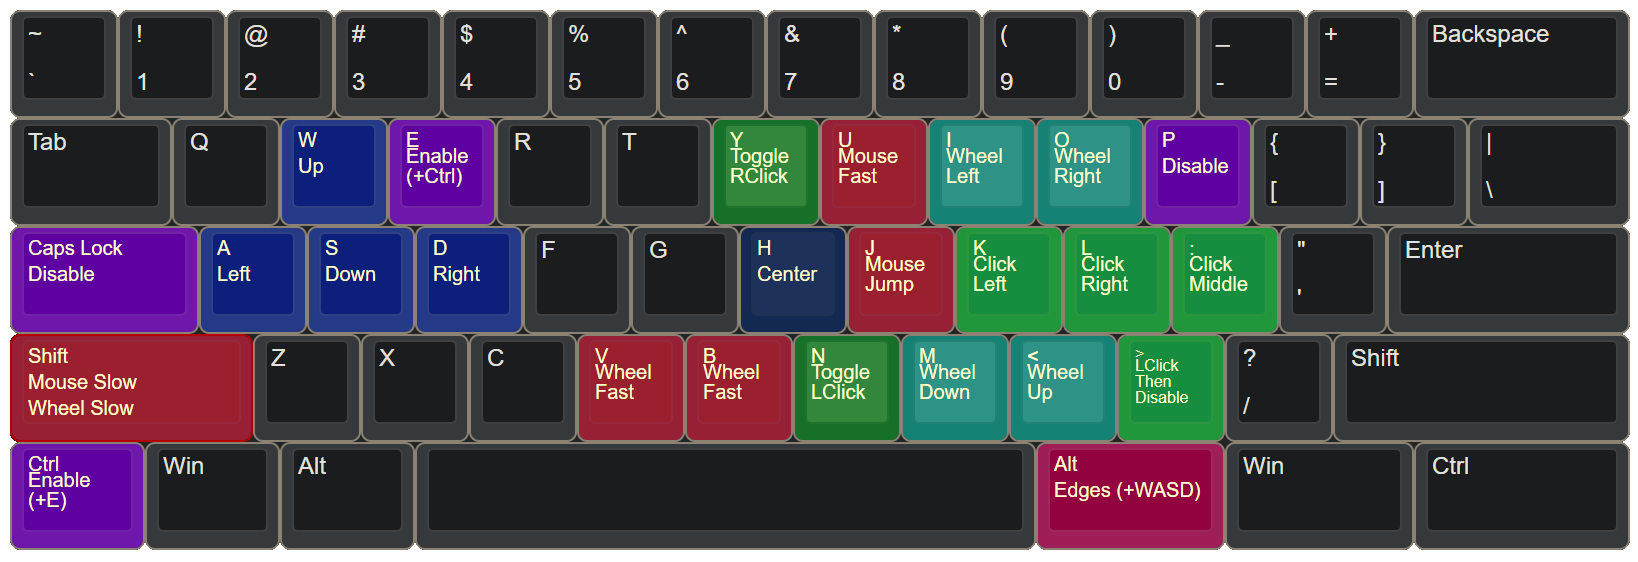 ~ ! @ # $ % ^ & * ( ) _ + Backspace
` 1 2 3 4 5 6 7 8 9 0 - =
Tab Q W E R T Y U I O P { } |
Up Enable Toggle Mouse Wheel Wheel Disable
(+Ctrl) RClick Fast Left Right [ ] \
Caps Lock A S D F G H J K L : " Enter
Disable Left Down Right Center Mouse Click Click Click
Jump Left Right Middle '
Shift Z X C V B N M < > ? Shift
Mouse Slow Wheel Wheel Toggle Wheel Wheel LClick
Wheel Slow Fast Fast LClick Down Up Then /
Disable
Ctrl Win Alt Alt Win Ctrl
Enable Edges (+WASD)
(+E)